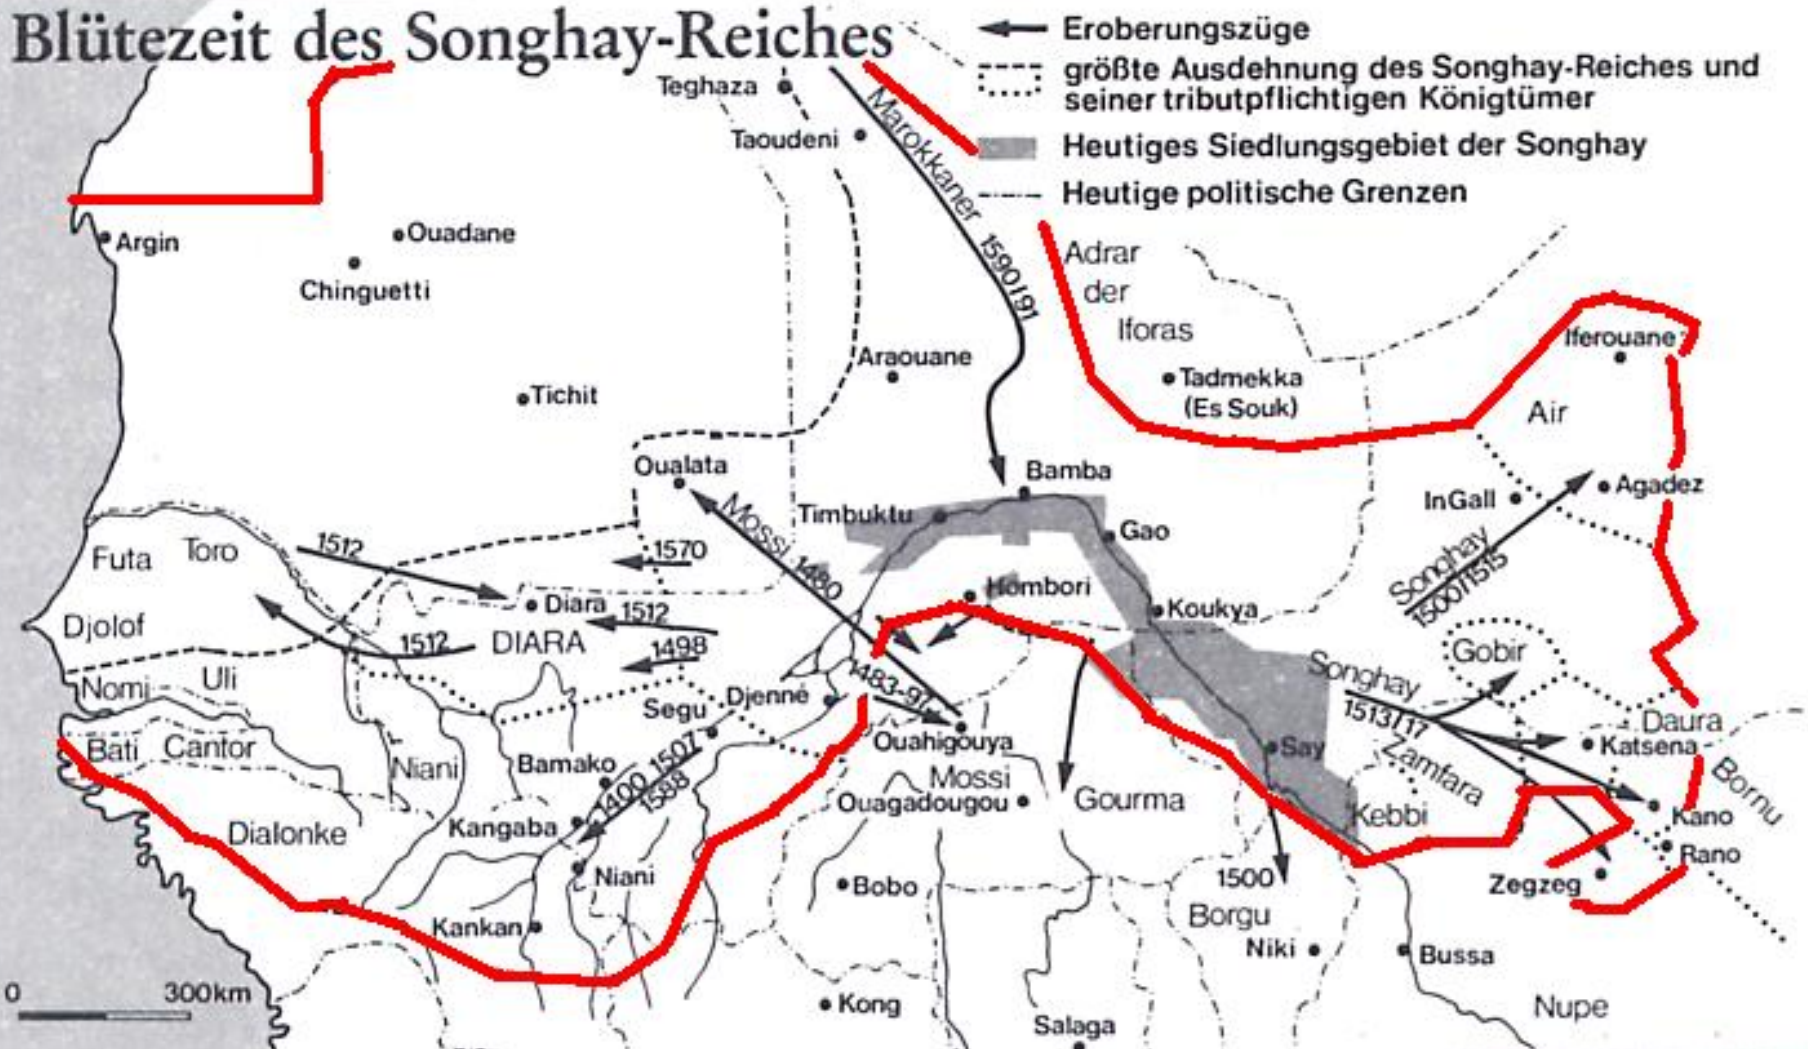 Blütezeit des Songhay-Reiches
Eroberungszüge
größte Ausdehnung des Songhay-Reiches und
seiner tributpflichtigen Königtümer
Heutiges Siedlungsgebiet der Songhay
Heutige politische Grenzen
Teghaza
Taoudeni
Marokkaner 1590/91
Argin
Ouadane
Chinguetti
Adrar
der
Iforas
Iferouane
Araouane
Tadmekka
(Es Souk)
Tichit
Air
Oualata
Bamba
InGall
Agadez
Mossi 1480
Timbuktu
Gao
Songhay
1500/1515
Futa Toro
1512
1570
Hombori
Koukya
Diara
1512
Djolof
1512
DIARA
1498
Gobir
Nomi
Uli
1483-97
Songhay
1513/17
Segu
Djenné
Daura
Bati
Cantor
Niani
Bamako
Ouahigouya
Say
Katsena
Zamfara
Bornu
1400 1507
1588
Mossi
Ouagadougou
Gourma
Kebbi
Kano
Dialonke
Kangaba
Rano
Niani
Bobo
1500
Zegzeg
Kankan
Borgu
Niki
Bussa
0 300km
Kong
Salaga
Nupe